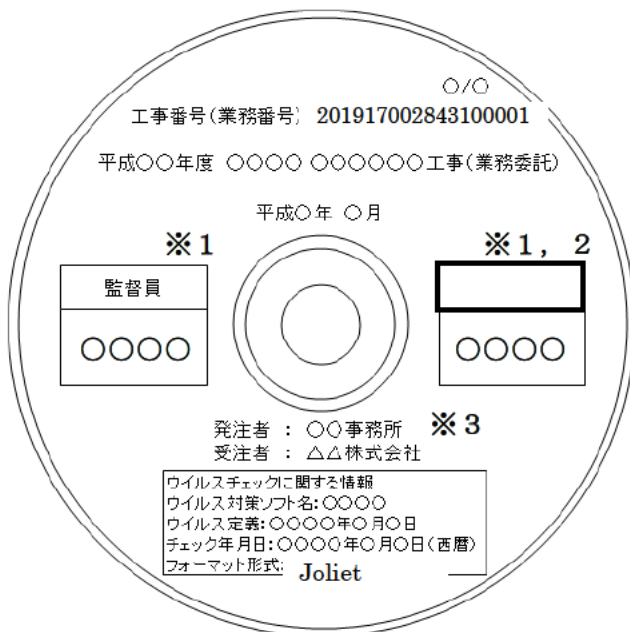 ○/○
工事番号(業務番号) 201917002843100001
平成○○年度 ○○○○ ○○○○○○工事(業務委託)
平成○年 ○月
※1
※1, 2
監督員
○○○○
○○○○
発注者 : ○○事務所
※3
受注者 : △△株式会社
ウイルスチェックに関する情報
ウイルス対策ソフト名:○○○○
ウイルス定義:○○○○年○月○日
チェック年月日:○○○○年○月○日(西暦)
フォーマット形式: Joliet